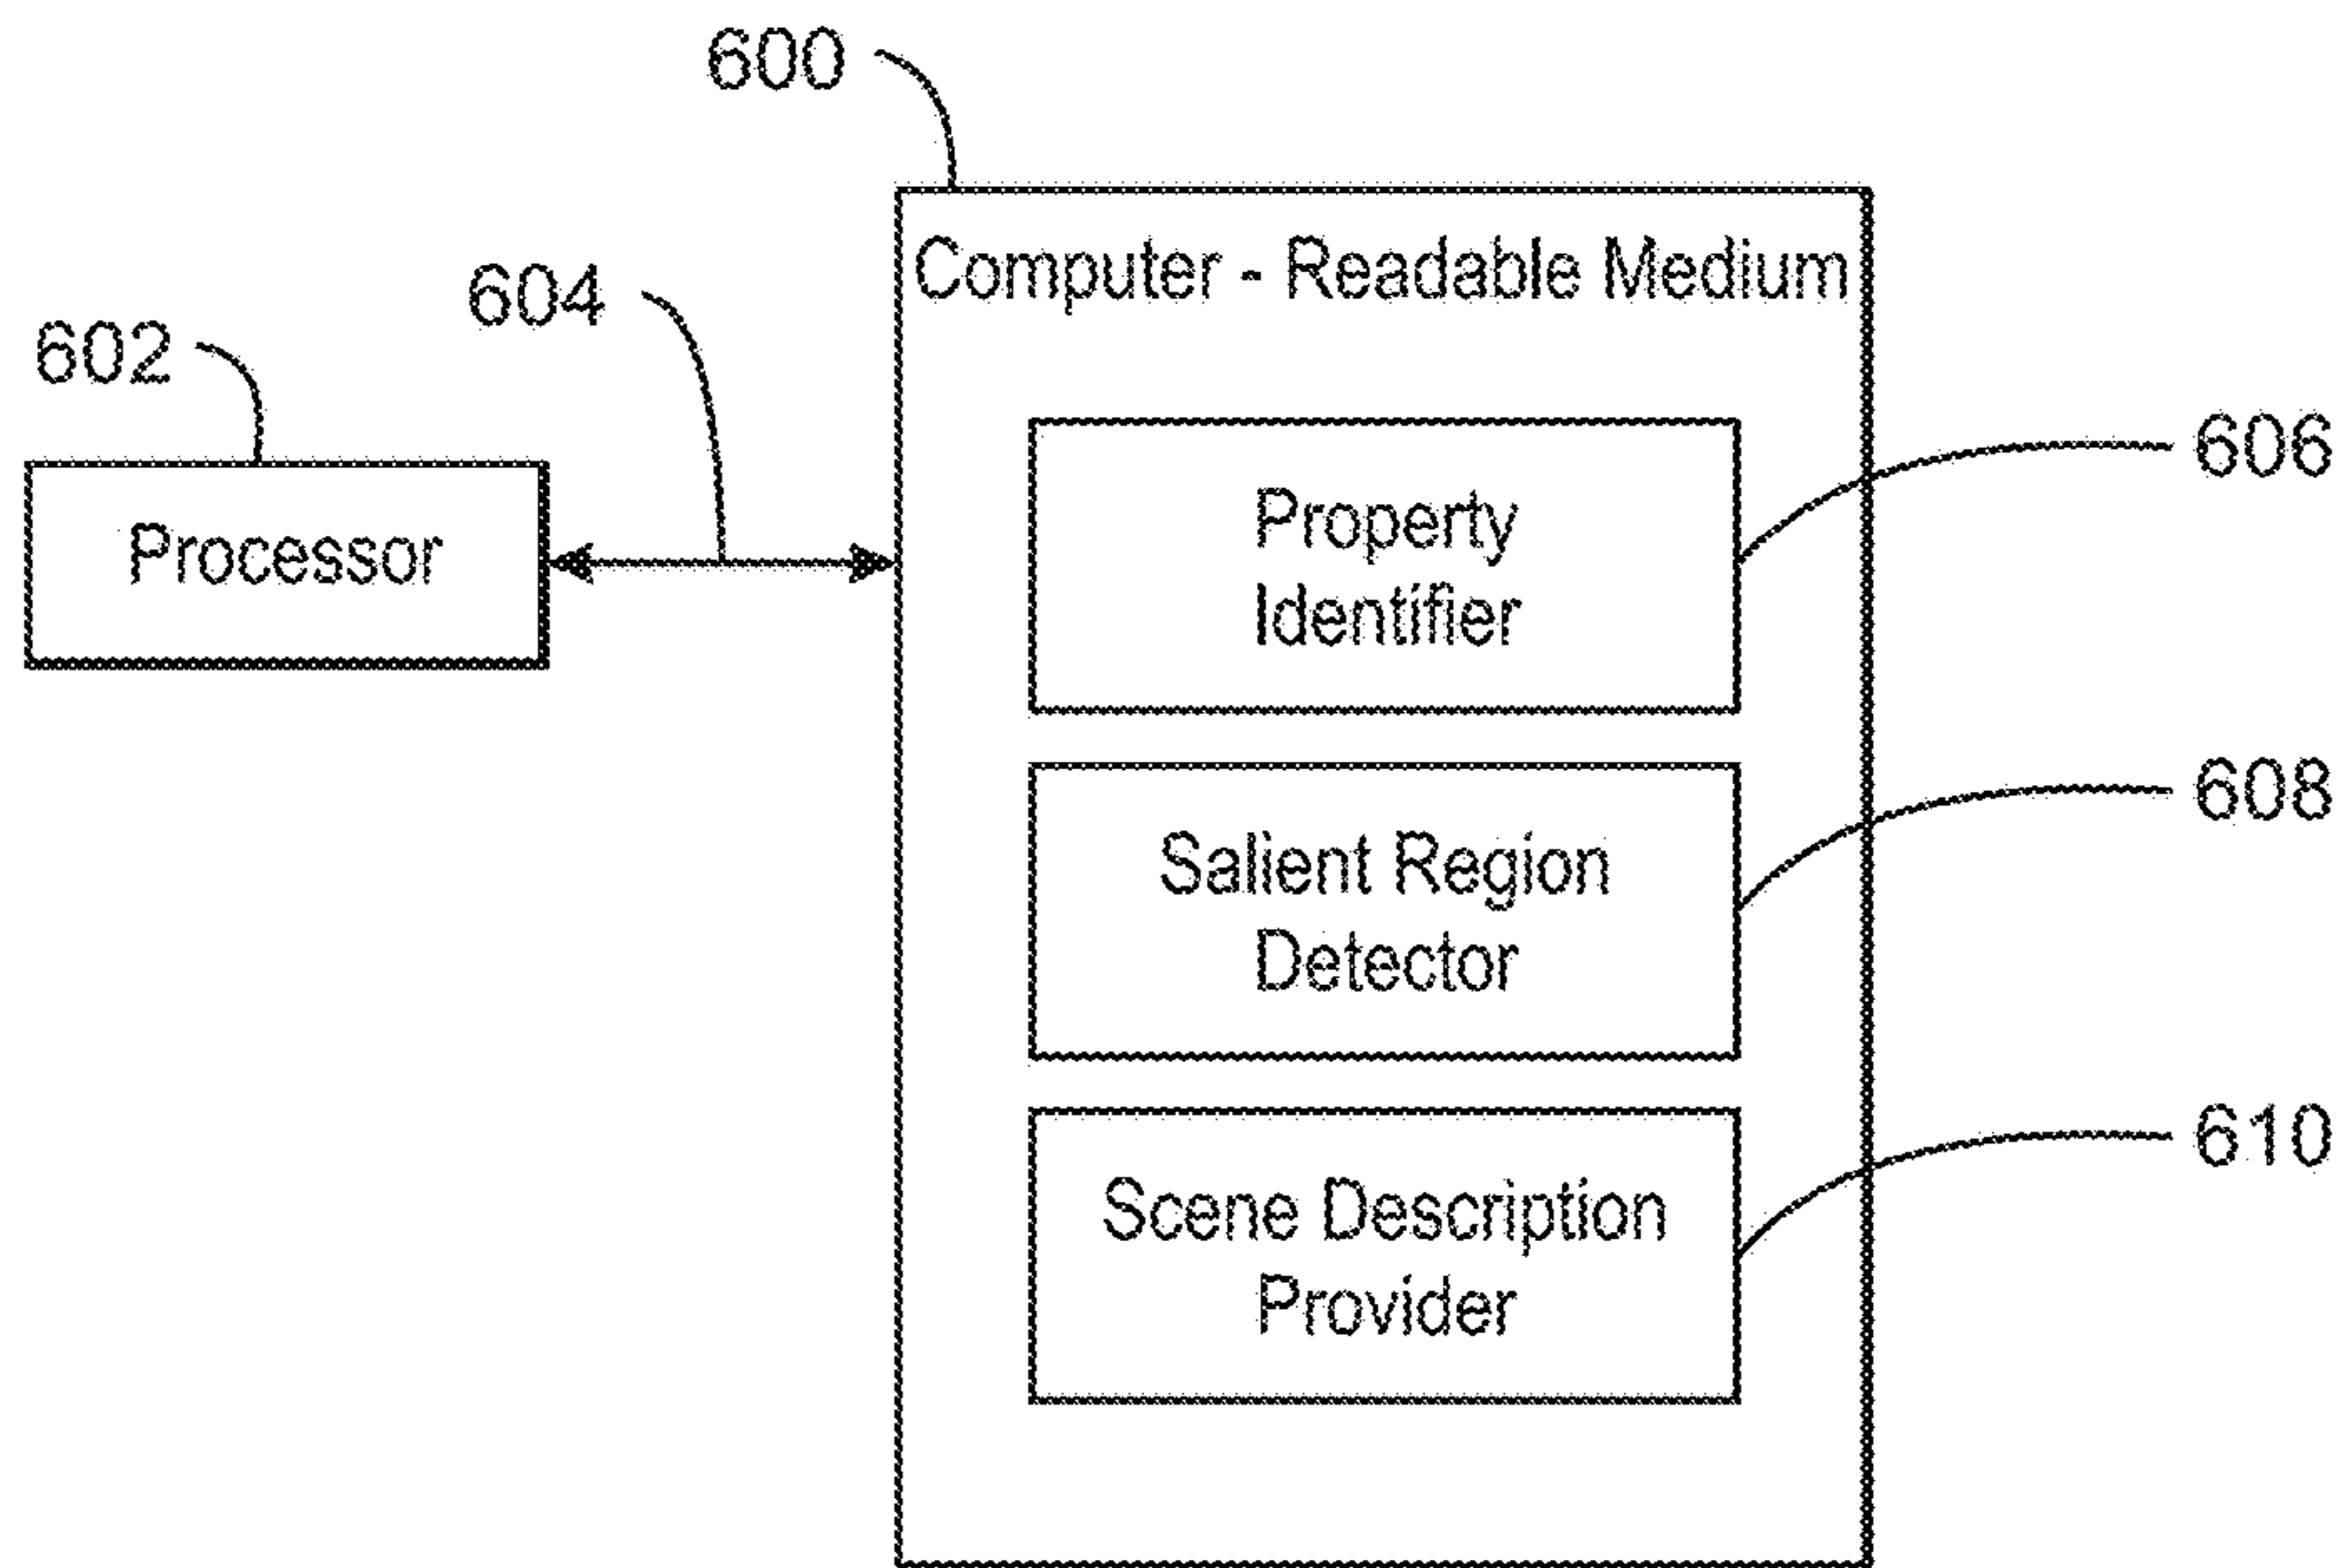 600
Computer - Readable Medium
604
602
Processor
Property
Identifier
606
Salient Region
Detector
608
Scene Description
Provider
610